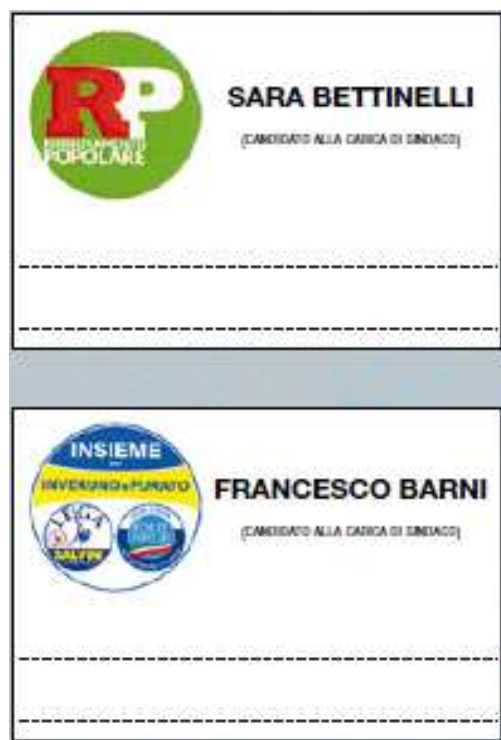 RP
RINNOVAMENTO
POPOLARE
SARA BETTINELLI
(CANDIDATO ALLA CARICA DI SINDACO)
INSIEME
INVERUNO e FURATO
LEGA
SALVINI
FRANCESCO BARNI
(CANDIDATO ALLA CARICA DI SINDACO)